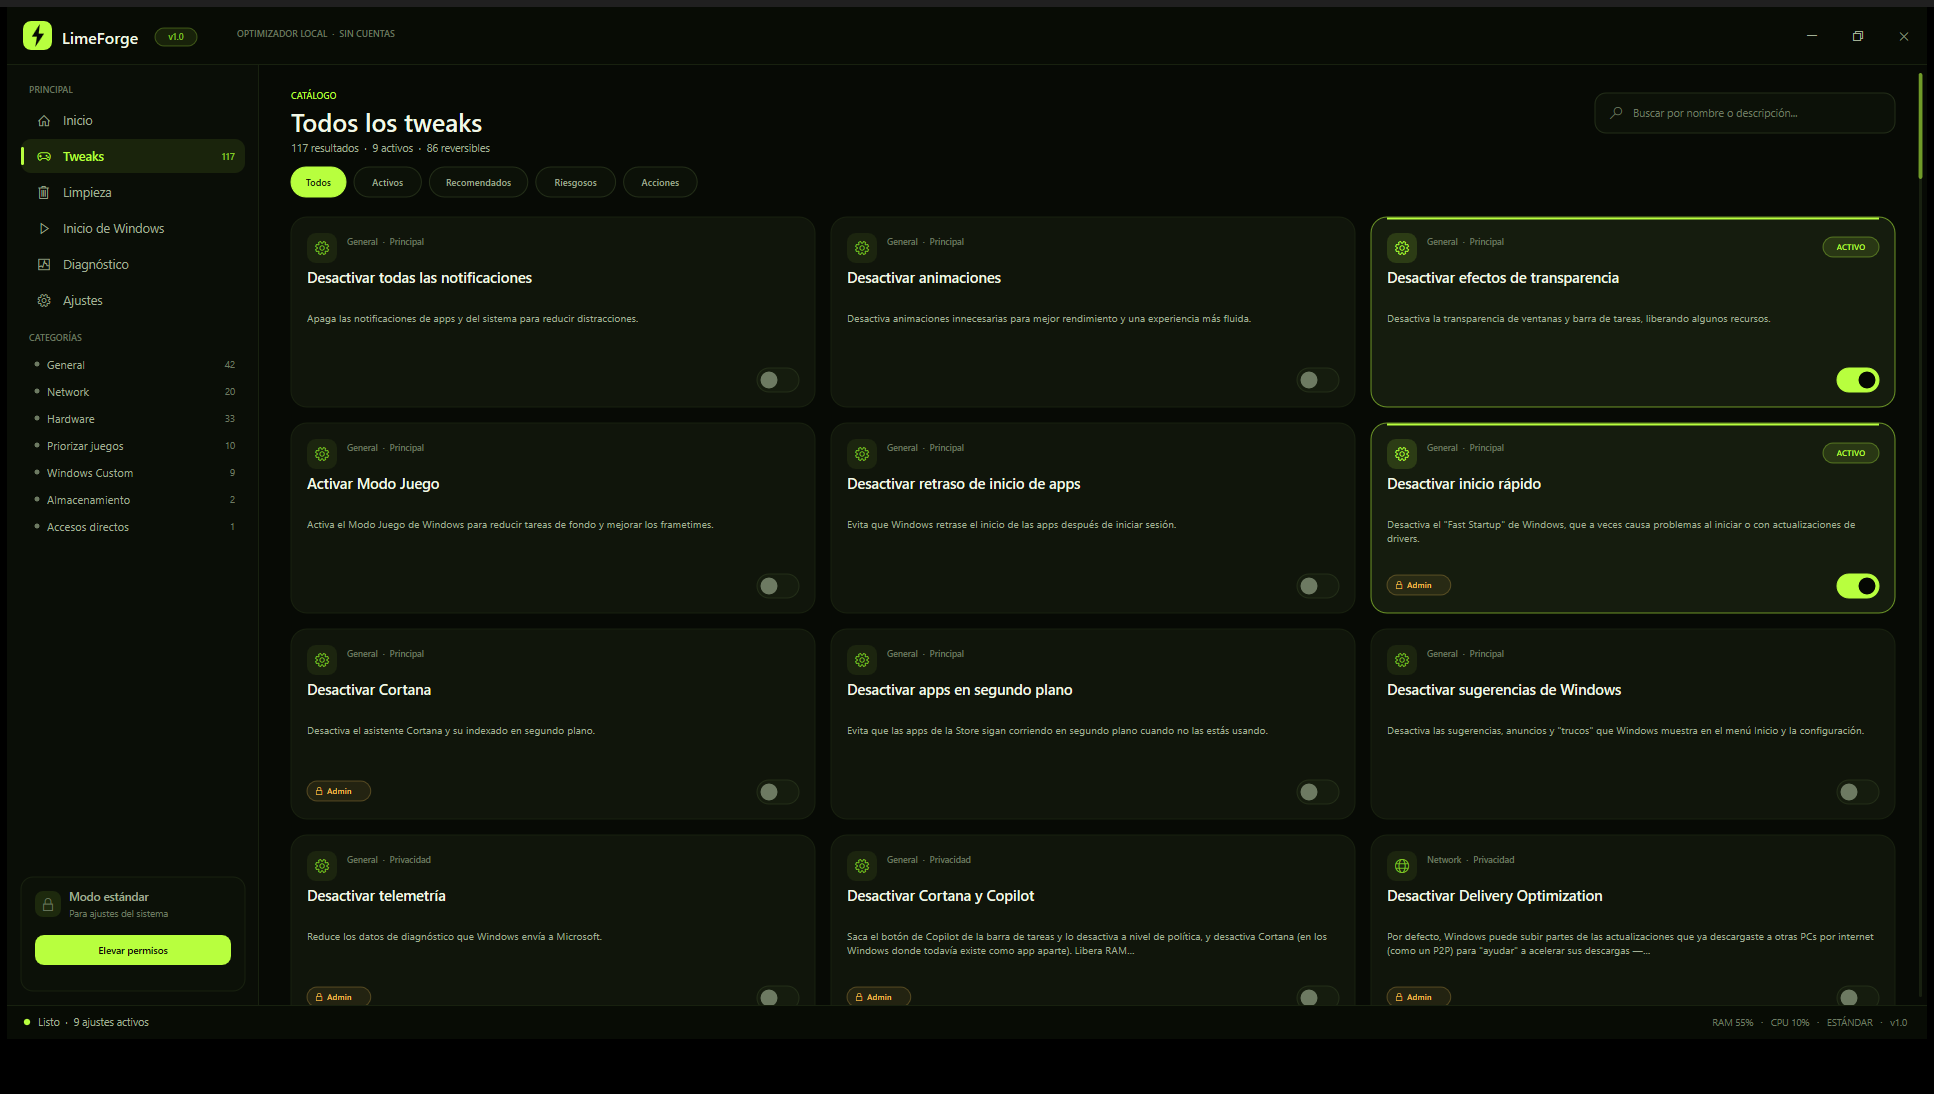 LimeForge
v1.0
OPTIMIZADOR LOCAL · SIN CUENTAS
PRINCIPAL
Inicio
Tweaks 117
Limpieza
Inicio de Windows
Diagnóstico
Ajustes
CATEGORÍAS
General 42
Network 20
Hardware 33
Priorizar juegos 10
Windows Custom 9
Almacenamiento 2
Accesos directos 1
Modo estándar
Para ajustes del sistema
Elevar permisos
CATÁLOGO
Todos los tweaks
117 resultados · 9 activos · 86 reversibles
Buscar por nombre o descripción...
Todos
Activos
Recomendados
Riesgosos
Acciones
General · Principal
Desactivar todas las notificaciones
Apaga las notificaciones de apps y del sistema para reducir distracciones.
General · Principal
Desactivar animaciones
Desactiva animaciones innecesarias para mejor rendimiento y una experiencia más fluida.
General · Principal
ACTIVO
Desactivar efectos de transparencia
Desactiva la transparencia de ventanas y barra de tareas, liberando algunos recursos.
General · Principal
Activar Modo Juego
Activa el Modo Juego de Windows para reducir tareas de fondo y mejorar los frametimes.
General · Principal
Desactivar retraso de inicio de apps
Evita que Windows retrase el inicio de las apps después de iniciar sesión.
General · Principal
ACTIVO
Desactivar inicio rápido
Desactiva el "Fast Startup" de Windows, que a veces causa problemas al iniciar o con actualizaciones de
drivers.
Admin
General · Principal
Desactivar Cortana
Desactiva el asistente Cortana y su indexado en segundo plano.
Admin
General · Principal
Desactivar apps en segundo plano
Evita que las apps de la Store sigan corriendo en segundo plano cuando no las estás usando.
General · Principal
Desactivar sugerencias de Windows
Desactiva las sugerencias, anuncios y "trucos" que Windows muestra en el menú Inicio y la configuración.
General · Privacidad
Desactivar telemetría
Reduce los datos de diagnóstico que Windows envía a Microsoft.
Admin
General · Privacidad
Desactivar Cortana y Copilot
Saca el botón de Copilot de la barra de tareas y lo desactiva a nivel de política, y desactiva Cortana (en los
Windows donde todavía existe como app aparte). Libera RAM...
Admin
Network · Privacidad
Desactivar Delivery Optimization
Por defecto, Windows puede subir partes de las actualizaciones que ya descargaste a otras PCs por internet
(como un P2P) para "ayudar" a acelerar sus descargas —...
Admin
Listo · 9 ajustes activos
RAM 55% · CPU 10% · ESTÁNDAR · v1.0